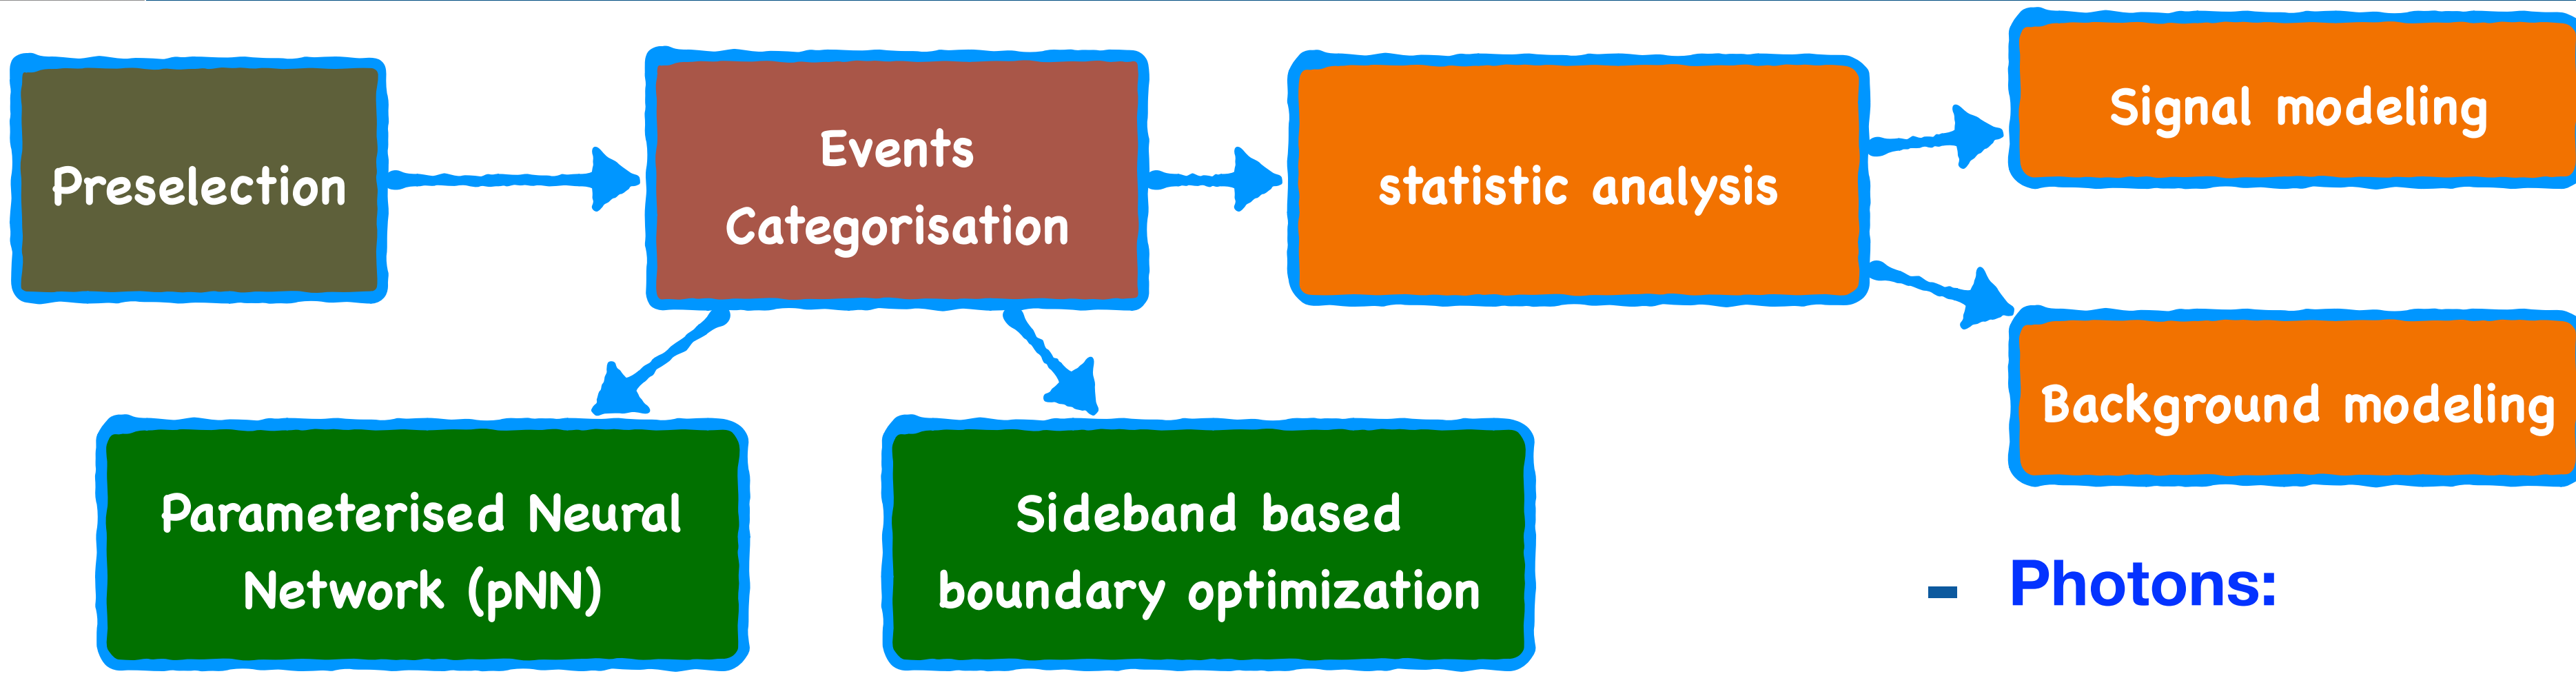 Preselection
Events
Categorisation
statistic analysis
Signal modeling
Background modeling
Parameterised Neural
Network (pNN)
Sideband based
boundary optimization
- Photons: